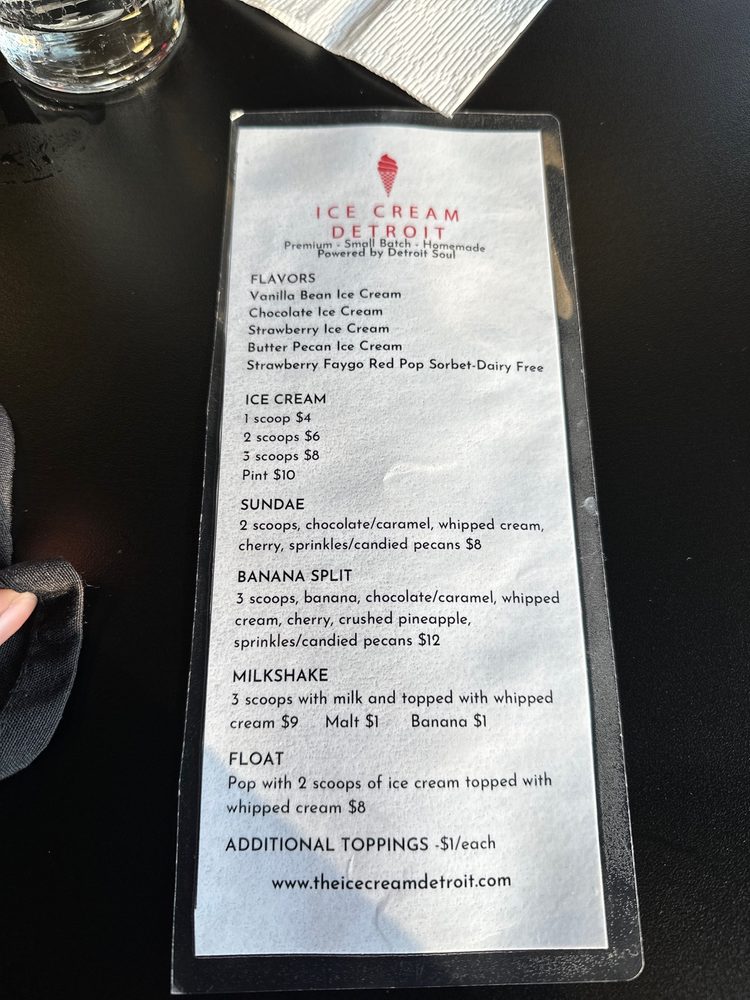 ICE CREAM
DETROIT
Premium - Small Batch - Homemade
Powered by Detroit Soul
FLAVORS
Vanilla Bean Ice Cream
Chocolate Ice Cream
Strawberry Ice Cream
Butter Pecan Ice Cream
Strawberry Faygo Red Pop Sorbet-Dairy Free
ICE CREAM
1 scoop $4
2 scoops $6
3 scoops $8
Pint $10
SUNDAE
2 scoops, chocolate/caramel, whipped cream,
cherry, sprinkles/candied pecans $8
BANANA SPLIT
3 scoops, banana, chocolate/caramel, whipped
cream, cherry, crushed pineapple,
sprinkles/candied pecans $12
MILKSHAKE
3 scoops with milk and topped with whipped
cream $9 Malt $1 Banana $1
FLOAT
Pop with 2 scoops of ice cream topped with
whipped cream $8
ADDITIONAL TOPPINGS -$1/each
www.theicecreamdetroit.com